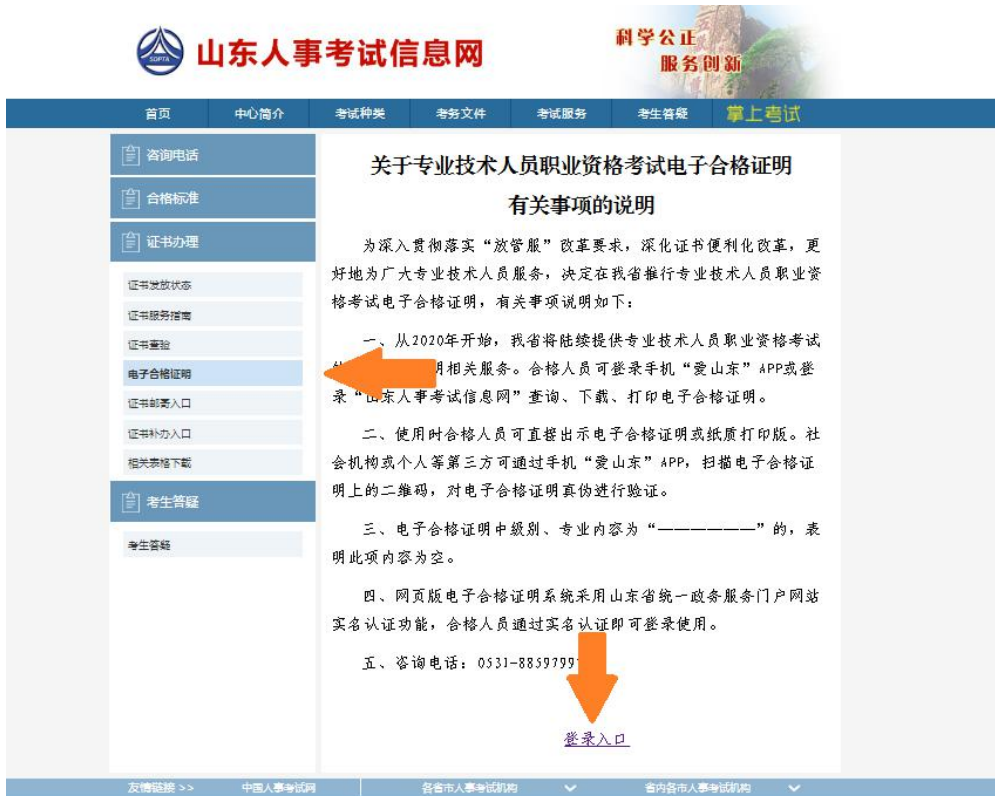 SDPTA
山东人事考试信息网
科学公正
服务创新
首页 中心简介 考试种类 考务文件 考试服务 考生答疑 掌上考试
咨询电话
合格标准
证书办理
证书发放状态
证书服务指南
证书查验
电子合格证明
证书邮寄入口
证书补办入口
相关表格下载
考生答疑
考生答疑
关于专业技术人员职业资格考试电子合格证明
有关事项的说明
为深入贯彻落实“放管服”改革要求，深化证书便利化改革，更
好地为广大专业技术人员服务，决定在我省推行专业技术人员职业资
格考试电子合格证明，有关事项说明如下：
一、从2020年开始，我省将陆续提供专业技术人员职业资格考试
明相关服务。合格人员可登录手机“爱山东”APP或登
录“山东人事考试信息网”查询、下载、打印电子合格证明。
二、使用时合格人员可直接出示电子合格证明或纸质打印版。社
会机构或个人等第三方可通过手机“爱山东”APP，扫描电子合格证
明上的二维码，对电子合格证明真伪进行验证。
三、电子合格证明中级别、专业内容为“——————”的，表
明此项内容为空。
四、网页版电子合格证明系统采用山东省统一政务服务门户网站
实名认证功能，合格人员通过实名认证即可登录使用。
五、咨询电话：0531-8859799
登录入口
友情链接 >> 中国人事考试网 各省市人事考试机构 省内各市人事考试机构